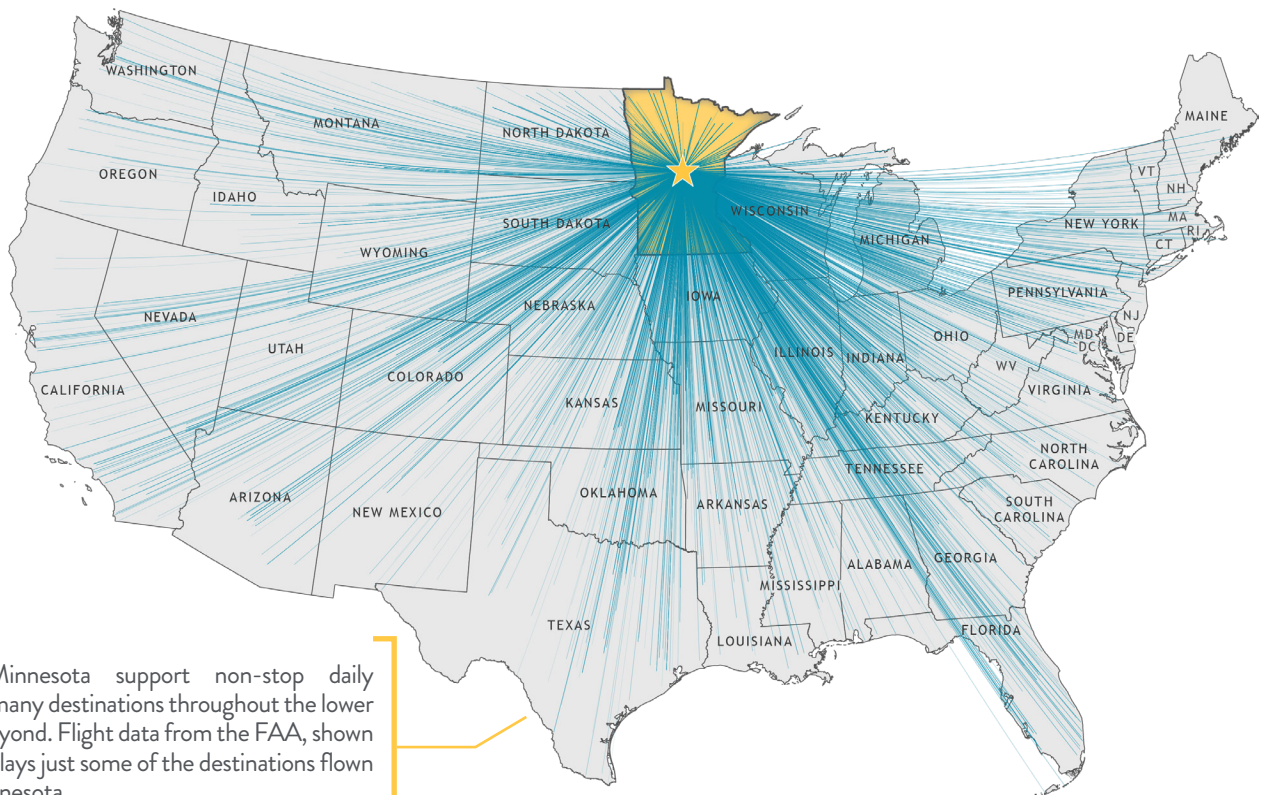 WASHINGTON
MAINE
MONTANA
NORTH DAKOTA
OREGON
VT
IDAHO
NH
WISCONSIN
MA
SOUTH DAKOTA
NEW YORK
RI
MICHIGAN
CT
WYOMING
PENNSYLVANIA
IOWA
NEBRASKA
NJ
NEVADA
OHIO
MD
DE
DC
UTAH
ILLINOIS
INDIANA
WV
COLORADO
CALIFORNIA
VIRGINIA
KANSAS
MISSOURI
KENTUCKY
NORTH
CAROLINA
TENNESSEE
OKLAHOMA
ARIZONA
ARKANSAS
SOUTH
CAROLINA
NEW MEXICO
GEORGIA
ALABAMA
MISSISSIPPI
TEXAS
FLORIDA
LOUISIANA
Minnesota support non-stop daily
many destinations throughout the lower
yond. Flight data from the FAA, shown
lays just some of the destinations flown
nesota